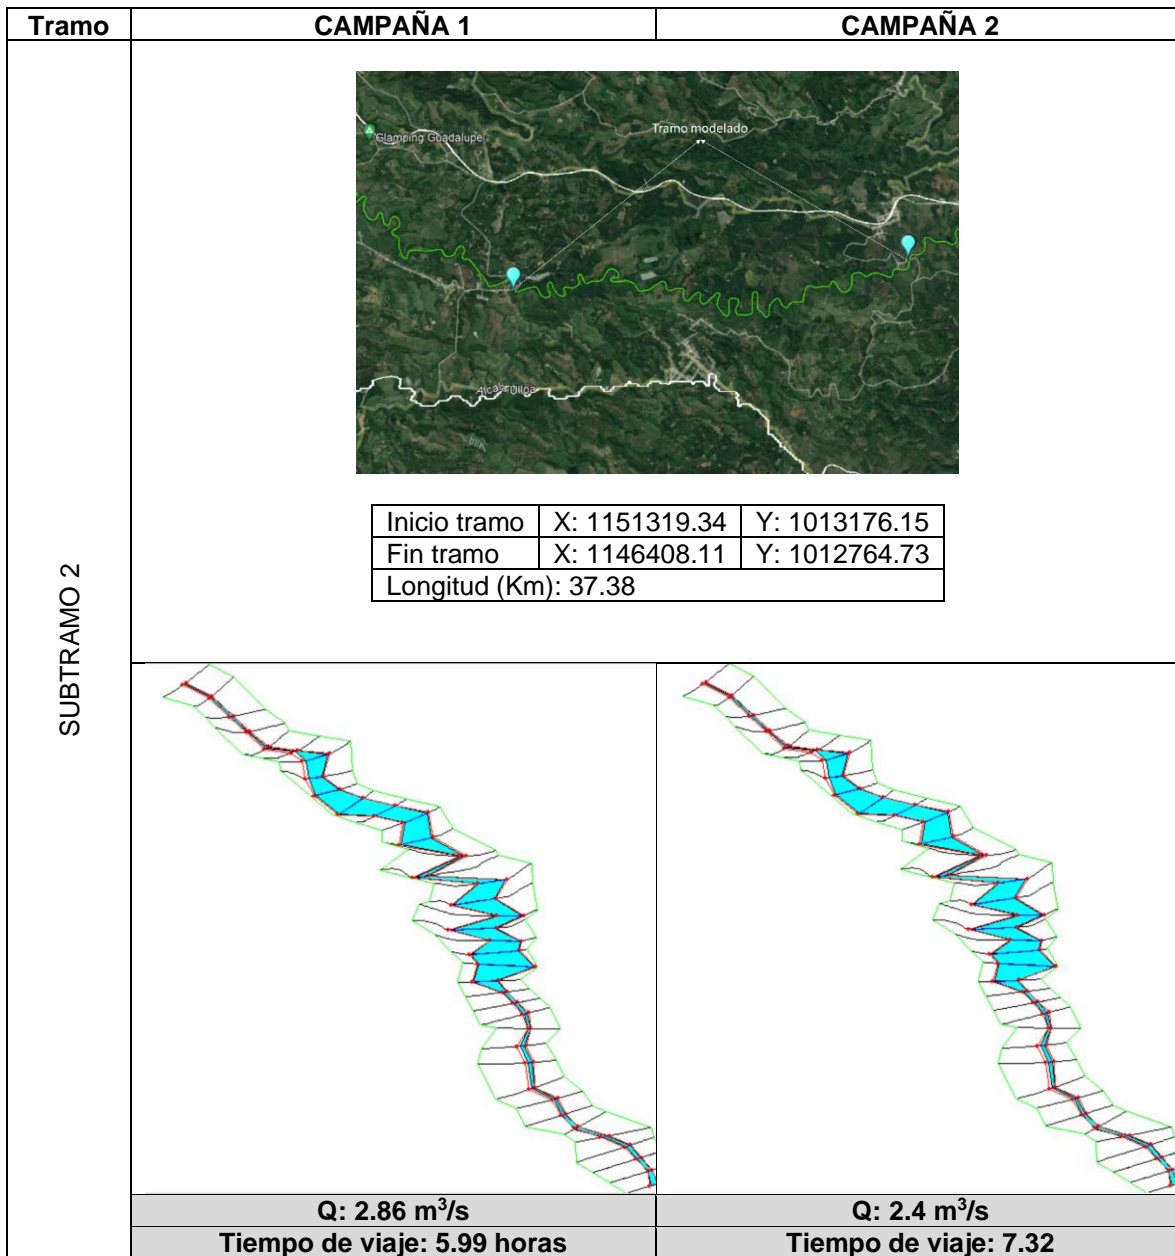 Tramo CAMPAÑA 1 CAMPAÑA 2
SUBTRAMO 2
Tramo modelado
Glamping Guadalupe
Inicio tramo X: 1151319.34 Y: 1013176.15
Fin tramo X: 1146408.11 Y: 1012764.73
Longitud (Km): 37.38
Q: 2.86 m³/s Q: 2.4 m³/s
Tiempo de viaje: 5.99 horas Tiempo de viaje: 7.32